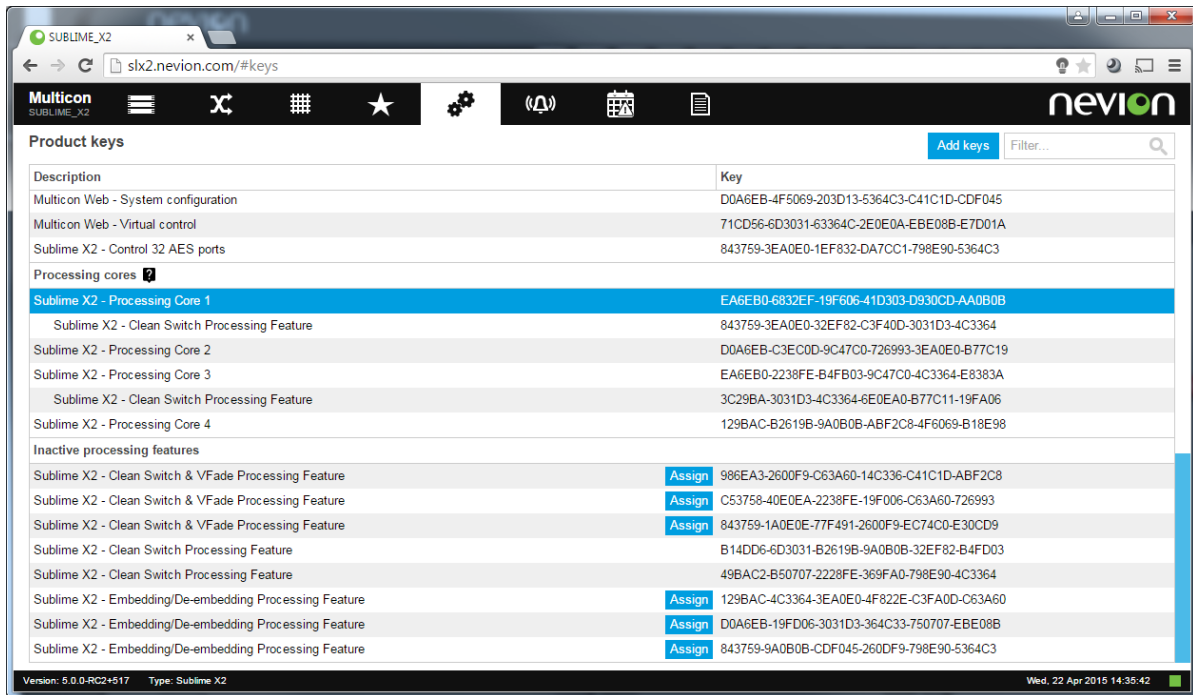 SUBLIME_X2
slx2.nevion.com/#keys
Multicon
SUBLIME_X2
nevion
Product keys
Add keys
Filter...
Description Key
Multicon Web - System configuration D0A6EB-4F5069-203D13-5364C3-C41C1D-CDF045
Multicon Web - Virtual control 71CD56-6D3031-63364C-2E0E0A-EBE08B-E7D01A
Sublime X2 - Control 32 AES ports 843759-3EA0E0-1EF832-DA7CC1-798E90-5364C3
Processing cores ?
Sublime X2 - Processing Core 1 EA6EB0-6832EF-19F606-41D303-D930CD-AA0B0B
Sublime X2 - Clean Switch Processing Feature 843759-3EA0E0-32EF82-C3F40D-3031D3-4C3364
Sublime X2 - Processing Core 2 D0A6EB-C3EC0D-9C47C0-726993-3EA0E0-B77C19
Sublime X2 - Processing Core 3 EA6EB0-2238FE-B4FB03-9C47C0-4C3364-E8383A
Sublime X2 - Clean Switch Processing Feature 3C29BA-3031D3-4C3364-6E0EA0-B77C11-19FA06
Sublime X2 - Processing Core 4 129BAC-B2619B-9A0B0B-ABF2C8-4F6069-B18E98
Inactive processing features
Sublime X2 - Clean Switch & VFade Processing Feature Assign 986EA3-2600F9-C63A60-14C336-C41C1D-ABF2C8
Sublime X2 - Clean Switch & VFade Processing Feature Assign C53758-40E0EA-2238FE-19F006-C63A60-726993
Sublime X2 - Clean Switch & VFade Processing Feature Assign 843759-1A0E0E-77F491-2600F9-EC74C0-E30CD9
Sublime X2 - Clean Switch Processing Feature B14DD6-6D3031-B2619B-9A0B0B-32EF82-B4FD03
Sublime X2 - Clean Switch Processing Feature 49BAC2-B50707-2228FE-369FA0-798E90-4C3364
Sublime X2 - Embedding/De-embedding Processing Feature Assign 129BAC-4C3364-3EA0E0-4F822E-C3FA0D-C63A60
Sublime X2 - Embedding/De-embedding Processing Feature Assign D0A6EB-19FD06-3031D3-364C33-750707-EBE08B
Sublime X2 - Embedding/De-embedding Processing Feature Assign 843759-9A0B0B-CDF045-260DF9-798E90-5364C3
Version: 5.0.0-RC2+517 Type: Sublime X2 Wed, 22 Apr 2015 14:35:42